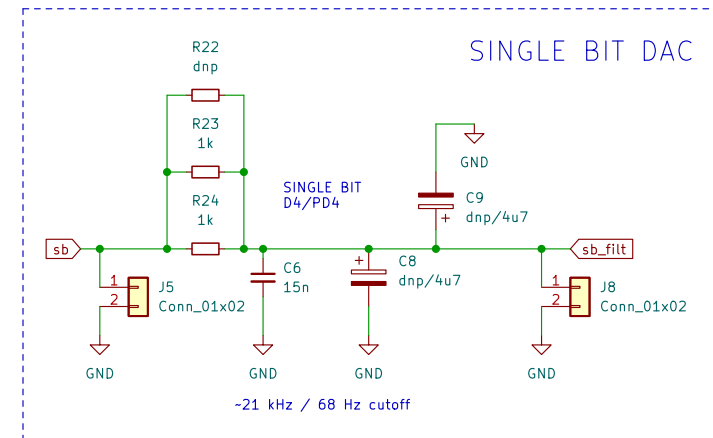 SINGLE BIT DAC
R22
dnp
R23
1k
GND
SINGLE BIT
D4/PD4
R24
1k
C9
dnp/4u7
+
sb
sb_filt
+
C8
dnp/4u7
C6
15n
1
2
J5
Conn_01x02
1
2
J8
Conn_01x02
GND
GND
GND
GND
~21 kHz / 68 Hz cutoff